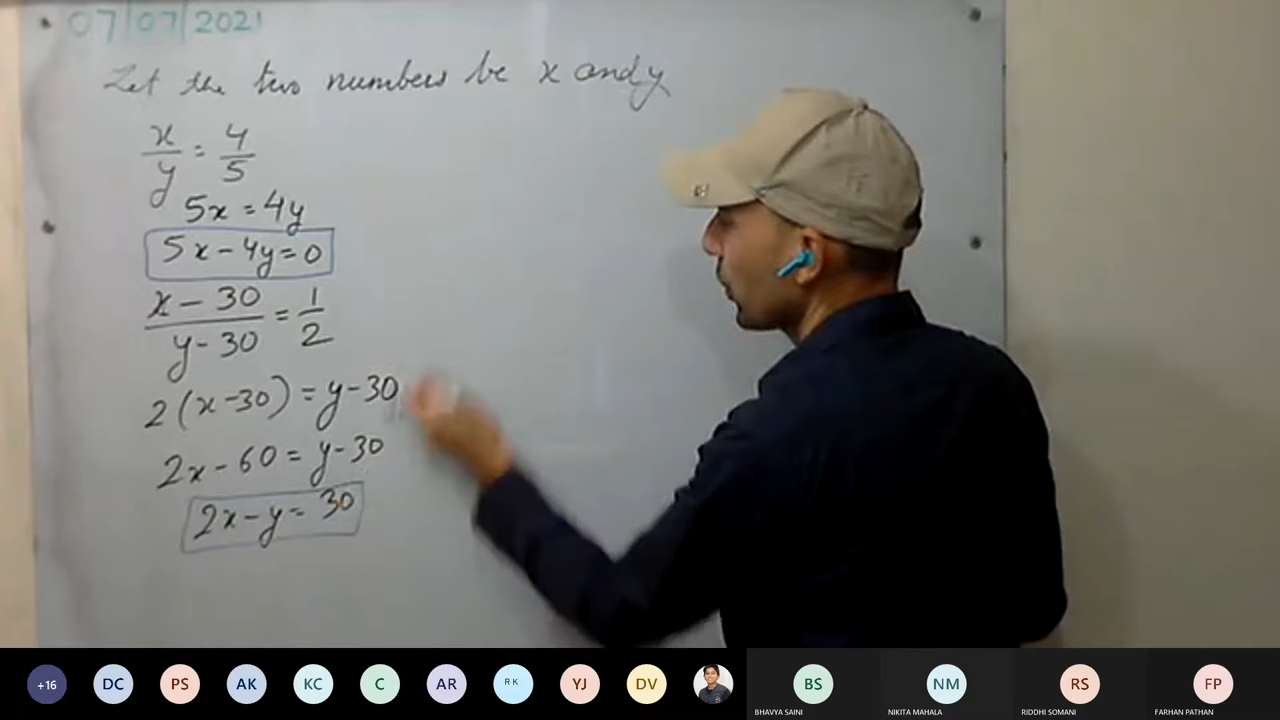 07/07/2021
Let the two numbers be x and y
x/y = 4/5
5x = 4y
5x - 4y = 0
x - 30 / y - 30 = 1/2
2(x - 30) = y - 30
2x - 60 = y - 30
2x - y = 30
+16 DC PS AK KC C AR RK YJ DV BS NM RS FP
BHAVYA SAINI NIKITA MAHALA RIDDHI SOMANI FARHAN PATHAN